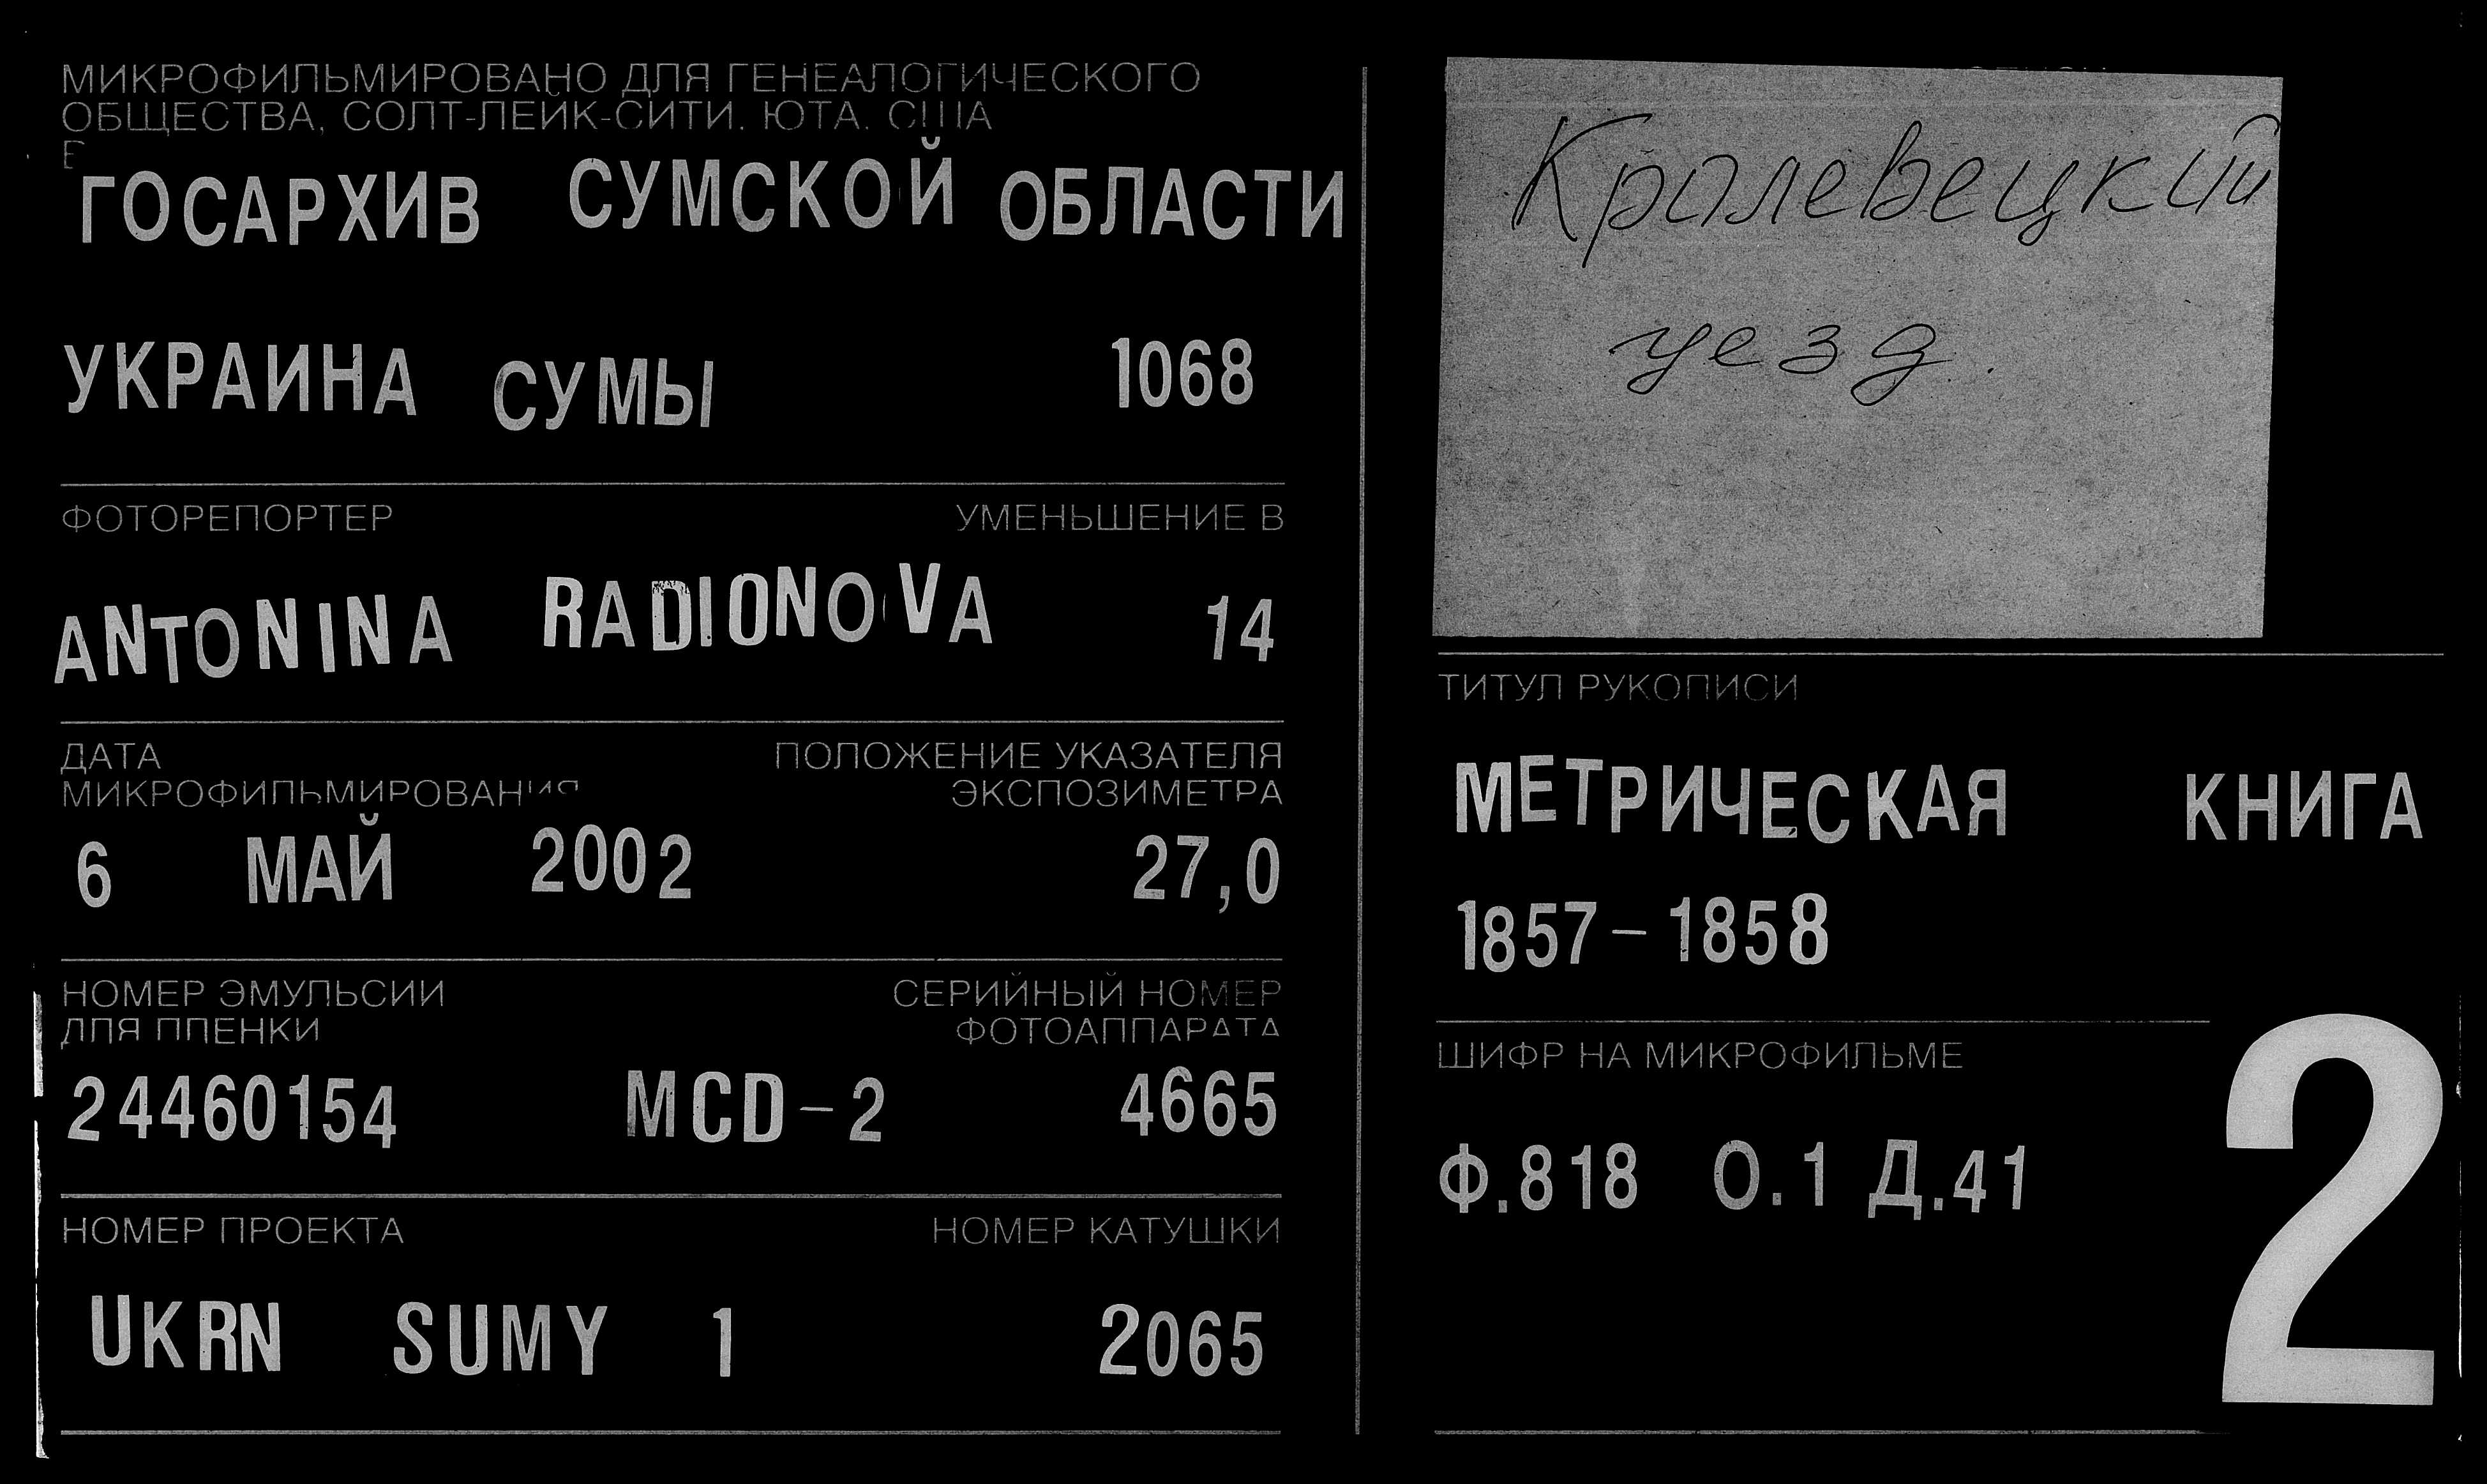 МИКРОФИЛЬМИРОВАНО ДЛЯ ГЕНЕАЛОГИЧЕСКОГО
ОБЩЕСТВА, СОЛТ-ЛЕЙК-СИТИ. ЮТА. США
В
ГОСАРХИВ СУМСКОЙ ОБЛАСТИ
УКРАИНА СУМЫ 1068
ФОТОРЕПОРТЕР УМЕНЬШЕНИЕ В
ANTONINA RADIONOVA 14
ДАТА ПОЛОЖЕНИЕ УКАЗАТЕЛЯ
МИКРОФИЛЬМИРОВАНИЯ ЭКСПОЗИМЕТРА
6 МАЙ 2002 27,0
НОМЕР ЭМУЛЬСИИ СЕРИЙНЫЙ НОМЕР
ДЛЯ ПЛЕНКИ ФОТОАППАРАТА
24460154 MCD-2 4665
НОМЕР ПРОЕКТА НОМЕР КАТУШКИ
UKRN SUMY 1 2065
Кролевецкий
уезд.
ТИТУЛ РУКОПИСИ
МЕТРИЧЕСКАЯ КНИГА
1857-1858
ШИФР НА МИКРОФИЛЬМЕ
Ф.818 О.1 Д.41
2